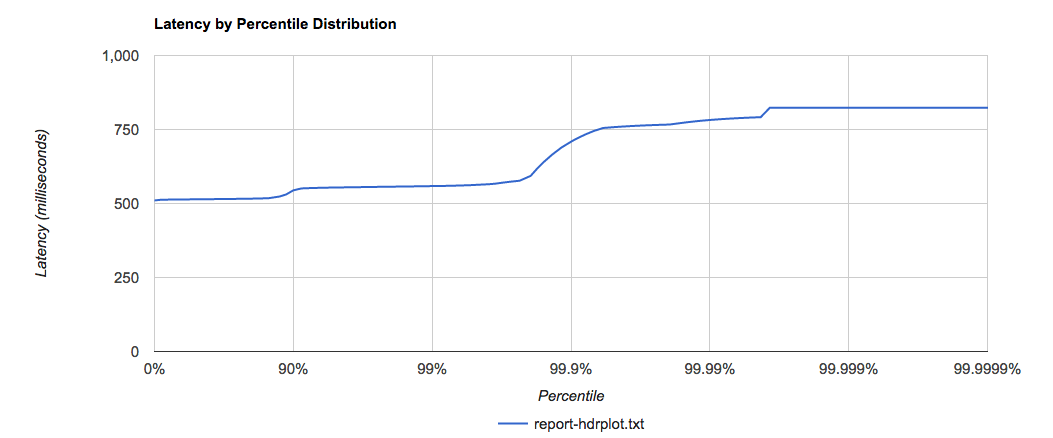 Latency by Percentile Distribution
1,000
750
500
250
0
Latency (milliseconds)
0% 90% 99% 99.9% 99.99% 99.999% 99.9999%
Percentile
report-hdrplot.txt